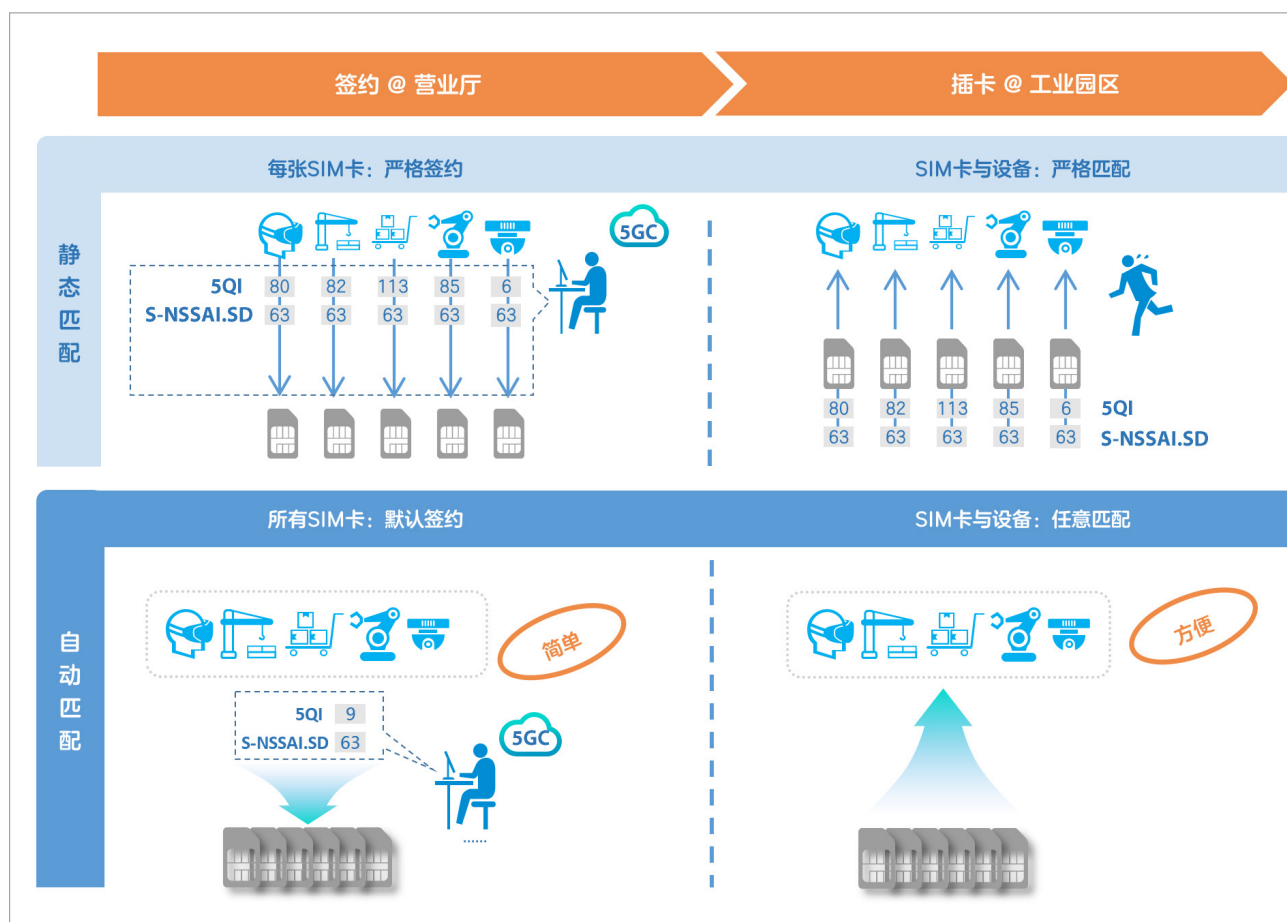 签约 @ 营业厅
插卡 @ 工业园区
静态匹配
每张SIM卡：严格签约
SIM卡与设备：严格匹配
5GC
5QI 80 82 113 85 6
S-NSSAI.SD 63 63 63 63 63
80 82 113 85 6 5QI
63 63 63 63 63 S-NSSAI.SD
自动匹配
所有SIM卡：默认签约
SIM卡与设备：任意匹配
简单
方便
5QI 9
S-NSSAI.SD 63
5GC
......